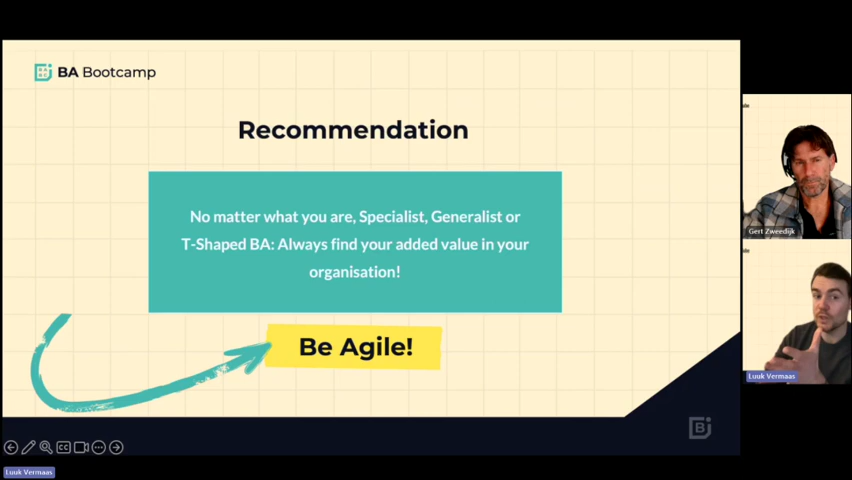 BA Bootcamp
Recommendation
No matter what you are, Specialist, Generalist or
T-Shaped BA: Always find your added value in your
organisation!
Be Agile!
Gert Zweedijk
Luuk Vermaas
Luuk Vermaas